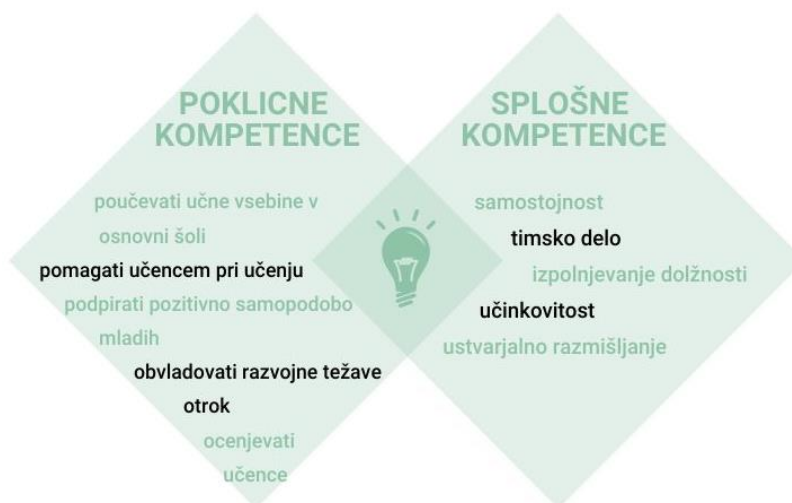 POKLICNE
KOMPETENCE
poučevati učne vsebine v
osnovni šoli
pomagati učencem pri učenju
podpirati pozitivno samopodobo
mladih
obvladovati razvojne težave
otrok
ocenjevati
učence
SPLOŠNE
KOMPETENCE
samostojnost
timsko delo
izpolnjevanje dolžnosti
učinkovitost
ustvarjalno razmišljanje